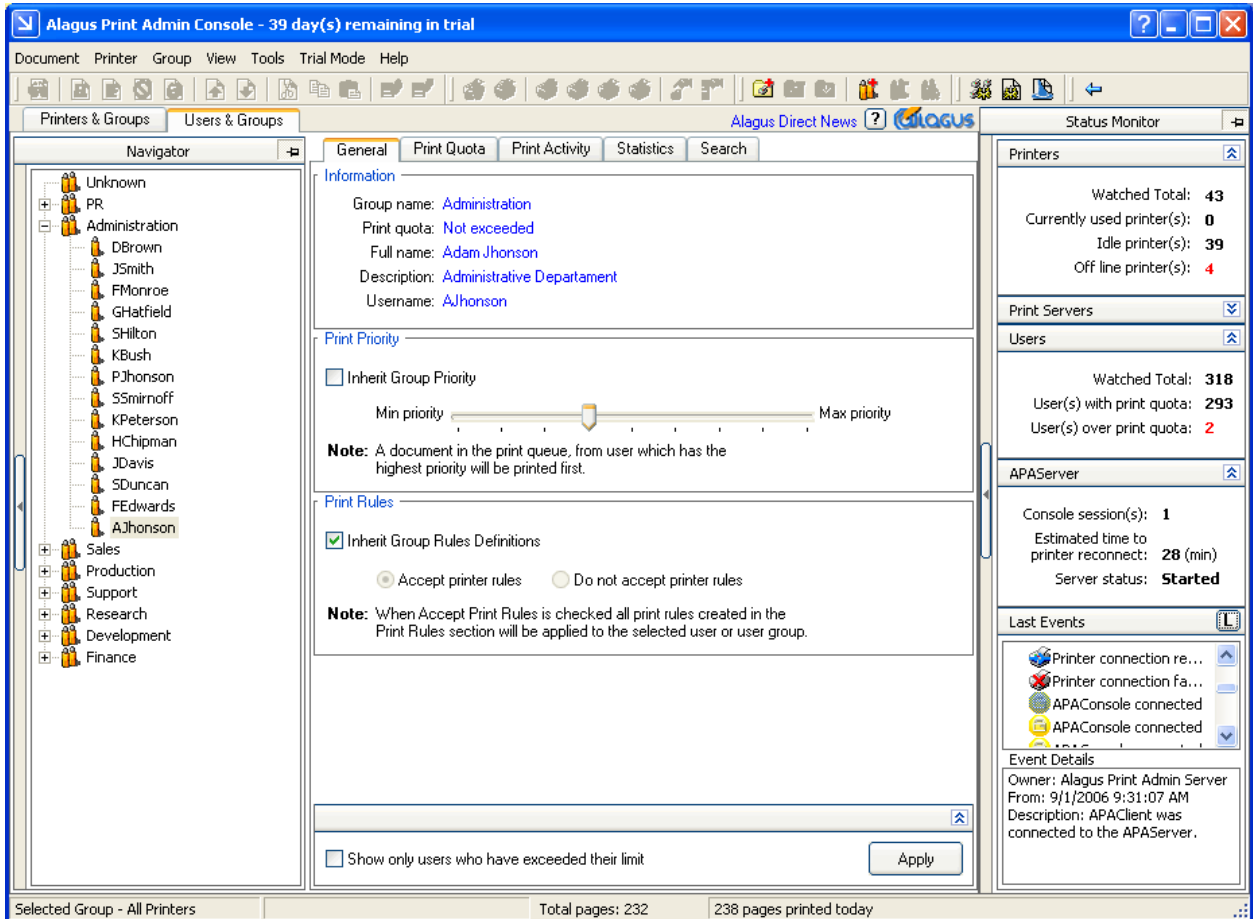 Alagus Print Admin Console - 39 day(s) remaining in trial
Document Printer Group View Tools Trial Mode Help
Printers & Groups
Users & Groups
Alagus Direct News ? ALAGUS
Navigator
Unknown
PR
Administration
DBrown
JSmith
FMonroe
GHatfield
SHilton
KBush
PJhonson
SSmirnoff
KPeterson
HChipman
JDavis
SDuncan
FEdwards
AJhonson
Sales
Production
Support
Research
Development
Finance
General Print Quota Print Activity Statistics Search
Information
Group name: Administration
Print quota: Not exceeded
Full name: Adam Jhonson
Description: Administrative Departament
Username: AJhonson
Print Priority
Inherit Group Priority
Min priority Max priority
Note: A document in the print queue, from user which has the
highest priority will be printed first.
Print Rules
Inherit Group Rules Definitions
Accept printer rules Do not accept printer rules
Note: When Accept Print Rules is checked all print rules created in the
Print Rules section will be applied to the selected user or user group.
Show only users who have exceeded their limit
Apply
Status Monitor
Printers
Watched Total: 43
Currently used printer(s): 0
Idle printer(s): 39
Off line printer(s): 4
Print Servers
Users
Watched Total: 318
User(s) with print quota: 293
User(s) over print quota: 2
APAServer
Console session(s): 1
Estimated time to
printer reconnect: 28 (min)
Server status: Started
Last Events L
Printer connection re...
Printer connection fa...
APAConsole connected
APAConsole connected
Event Details
Owner: Alagus Print Admin Server
From: 9/1/2006 9:31:07 AM
Description: APAClient was
connected to the APAServer.
Selected Group - All Printers
Total pages: 232
238 pages printed today